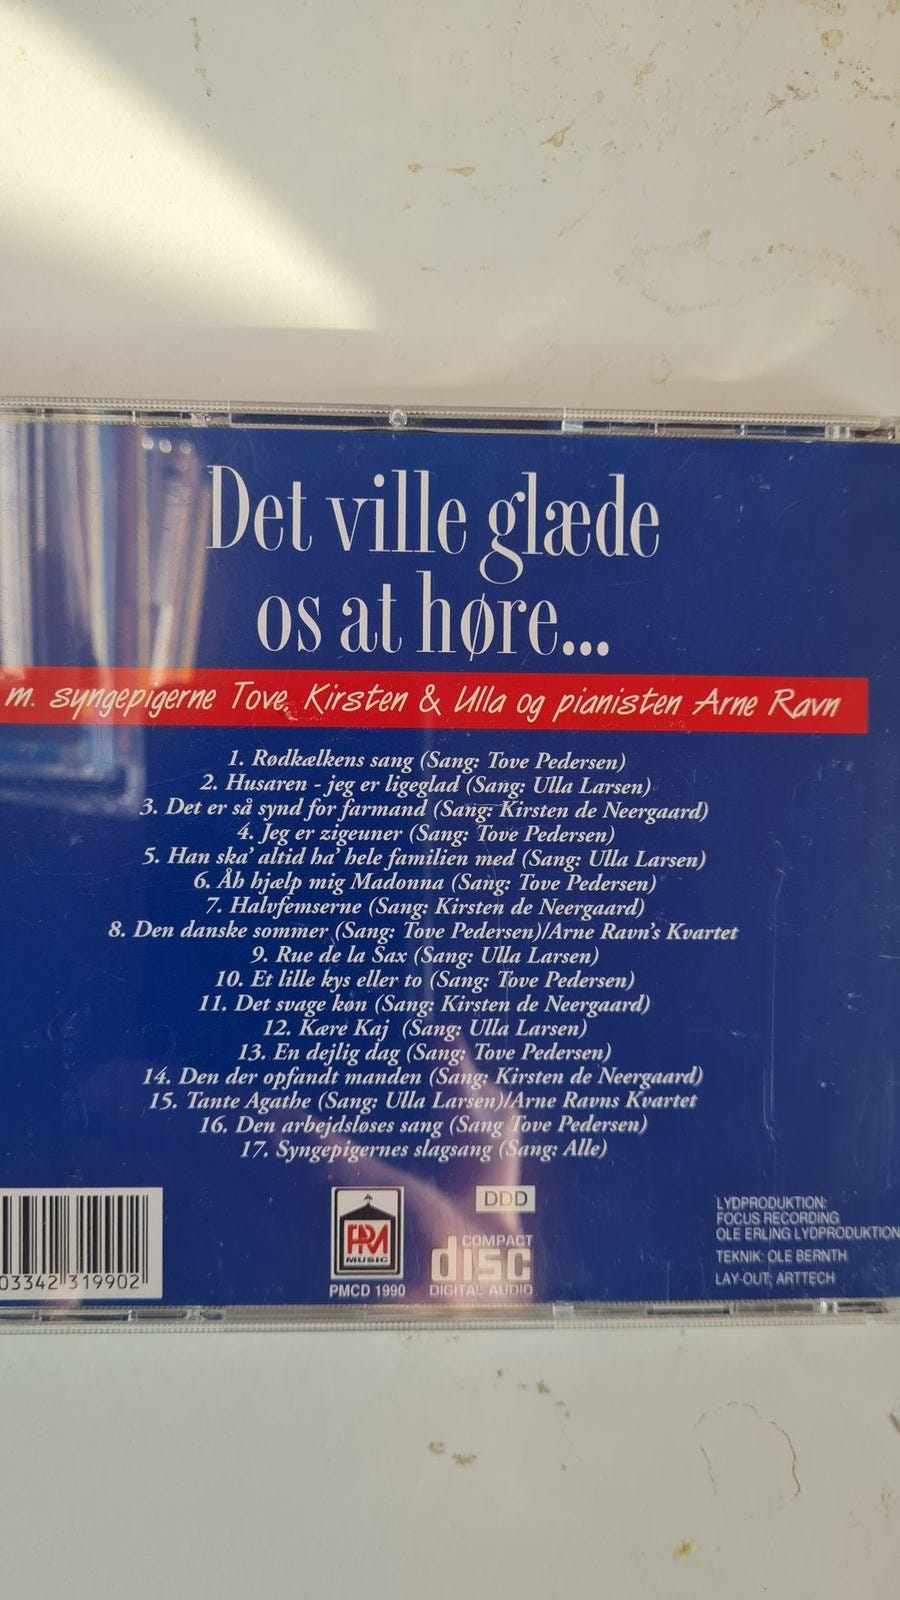 Det ville glæde
os at høre...
m. syngepigerne Tove, Kirsten & Ulla og pianisten Arne Ravn
1. Rødkælkens sang (Sang: Tove Pedersen)
2. Husaren - jeg er ligeglad (Sang: Ulla Larsen)
3. Det er så synd for farmand (Sang: Kirsten de Neergaard)
4. Jeg er zigeuner (Sang: Tove Pedersen)
5. Han ska' altid ha' hele familien med (Sang: Ulla Larsen)
6. Åh hjælp mig Madonna (Sang: Tove Pedersen)
7. Halvfemserne (Sang: Kirsten de Neergaard)
8. Den danske sommer (Sang: Tove Pedersen)/Arne Ravn's Kvartet
9. Rue de la Sax (Sang: Ulla Larsen)
10. Et lille kys eller to (Sang: Tove Pedersen)
11. Det svage køn (Sang: Kirsten de Neergaard)
12. Kære Kaj (Sang: Ulla Larsen)
13. En dejlig dag (Sang: Tove Pedersen)
14. Den der opfandt manden (Sang: Kirsten de Neergaard)
15. Tante Agathe (Sang: Ulla Larsen)/Arne Ravns Kvartet
16. Den arbejdsløses sang (Sang Tove Pedersen)
17. Syngepigernes slagsang (Sang: Alle)
03342 319902
PM
MUSIC
PMCD 1990
DDD
COMPACT
disc
DIGITAL AUDIO
LYDPRODUKTION:
FOCUS RECORDING
OLE ERLING LYDPRODUKTION
TEKNIK: OLE BERNTH
LAY-OUT; ARTTECH